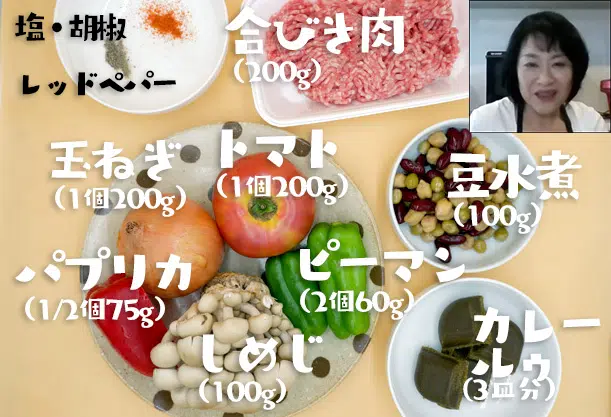 塩・胡椒
レッドペパー
合びき肉
(200g)
玉ねぎ
(1個200g)
トマト
(1個200g)
豆水煮
(100g)
パプリカ
(1/2個75g)
ピーマン
(2個60g)
しめじ
(100g)
カレー
ルウ
(3皿分)